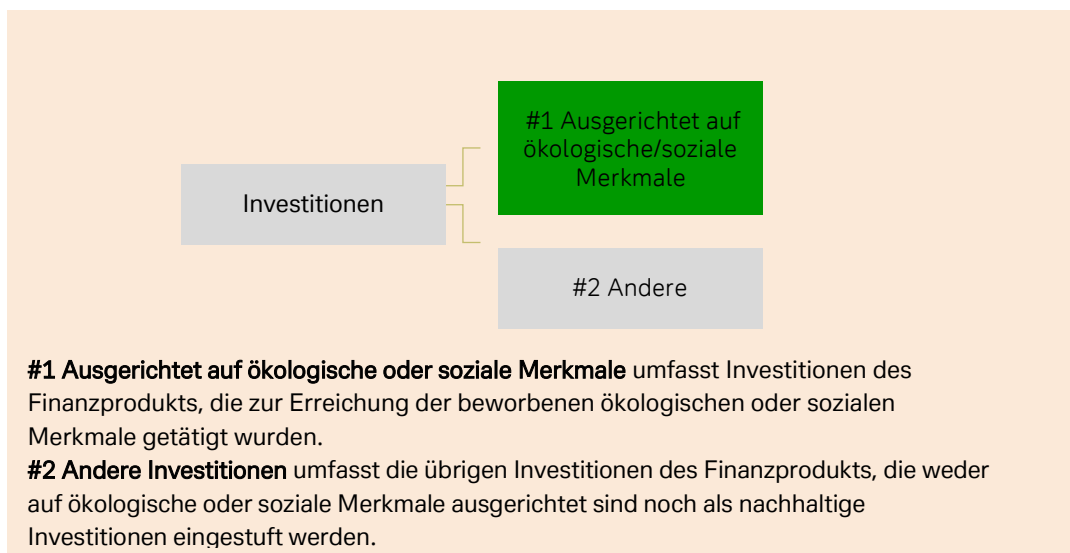 #1 Ausgerichtet auf
ökologische/soziale
Merkmale
Investitionen
#2 Andere
#1 Ausgerichtet auf ökologische oder soziale Merkmale umfasst Investitionen des
Finanzprodukts, die zur Erreichung der beworbenen ökologischen oder sozialen
Merkmale getätigt wurden.
#2 Andere Investitionen umfasst die übrigen Investitionen des Finanzprodukts, die weder
auf ökologische oder soziale Merkmale ausgerichtet sind noch als nachhaltige
Investitionen eingestuft werden.